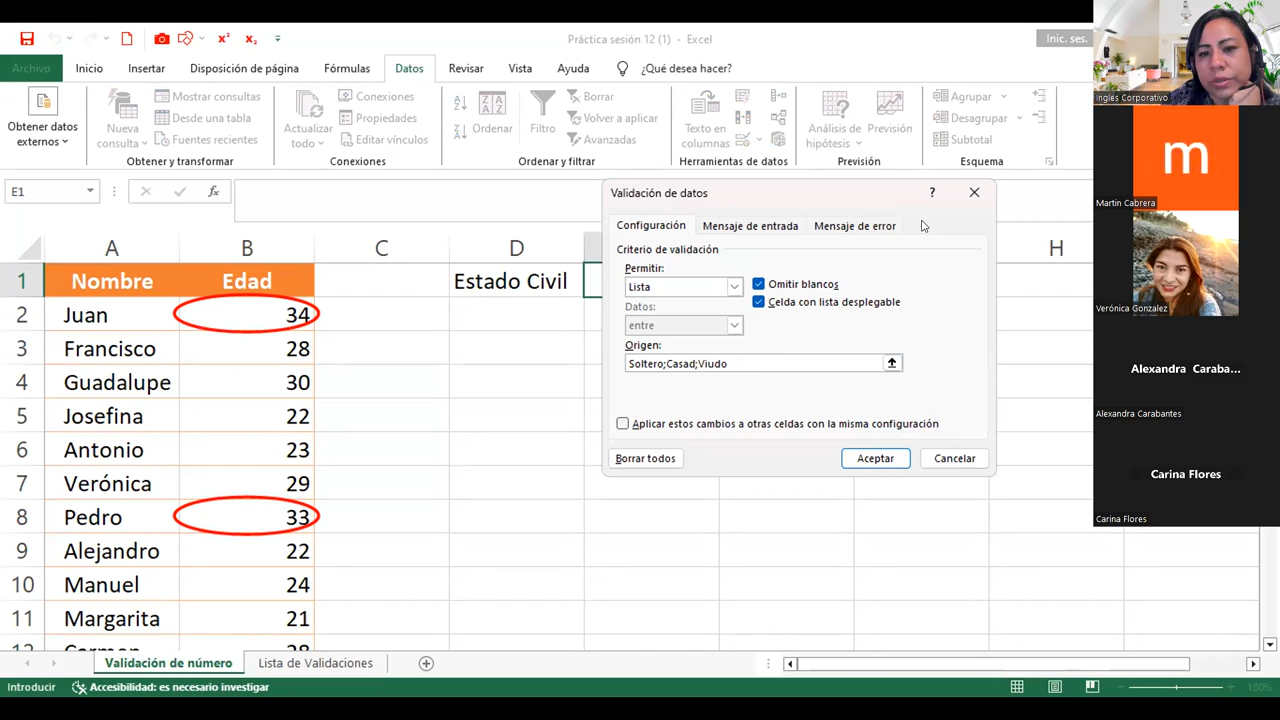 Práctica sesión 12 (1) - Excel
Inic. ses.
Archivo
Inicio
Insertar
Disposición de página
Fórmulas
Datos
Revisar
Vista
Ayuda
¿Qué desea hacer?
Obtener datos externos
Nueva consulta
Mostrar consultas
Desde una tabla
Fuentes recientes
Obtener y transformar
Actualizar todo
Conexiones
Propiedades
Editar vínculos
Conexiones
Ordenar
Filtro
Borrar
Volver a aplicar
Avanzadas
Ordenar y filtrar
Texto en columnas
Herramientas de datos
Análisis de hipótesis
Previsión
Previsión
Agrupar
Desagrupar
Subtotal
Esquema
E1
fx
A B C D H
1 Nombre Edad Estado Civil
2 Juan 34
3 Francisco 28
4 Guadalupe 30
5 Josefina 22
6 Antonio 23
7 Verónica 29
8 Pedro 33
9 Alejandro 22
10 Manuel 24
11 Margarita 21
Validación de datos
?
Configuración
Mensaje de entrada
Mensaje de error
Criterio de validación
Permitir:
Lista
Omitir blancos
Celda con lista desplegable
Datos:
entre
Origen:
Soltero;Casad;Viudo
Aplicar estos cambios a otras celdas con la misma configuración
Borrar todos
Aceptar
Cancelar
Validación de número
Lista de Validaciones
Introducir
Accesibilidad: es necesario investigar
180%
Inglés Corporativo
m
Martin Cabrera
Verónica Gonzalez
Alexandra Caraba...
Alexandra Carabantes
Carina Flores
Carina Flores